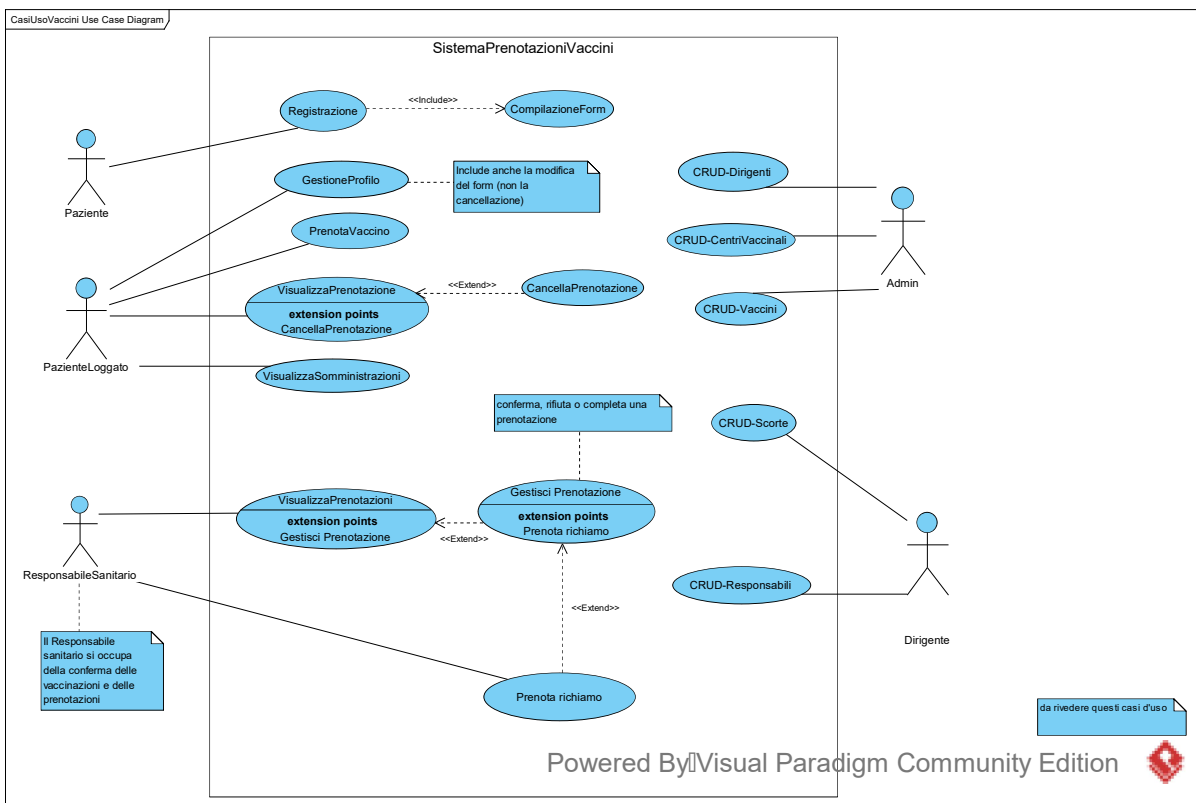 CasiUsoVaccini Use Case Diagram
SistemaPrenotazioniVaccini
Registrazione
<<Include>>
CompilazioneForm
Paziente
GestioneProfilo
Include anche la modifica
del form (non la
cancellazione)
CRUD-Dirigenti
PrenotaVaccino
CRUD-CentriVaccinali
Admin
VisualizzaPrenotazione
extension points
CancellaPrenotazione
<<Extend>>
CancellaPrenotazione
CRUD-Vaccini
PazienteLoggato
VisualizzaSomministrazioni
conferma, rifiuta o completa una
prenotazione
CRUD-Scorte
VisualizzaPrenotazioni
extension points
Gestisci Prenotazione
<<Extend>>
Gestisci Prenotazione
extension points
Prenota richiamo
ResponsabileSanitario
CRUD-Responsabili
<<Extend>>
Dirigente
Il Responsabile
sanitario si occupa
della conferma delle
vaccinazioni e delle
prenotazioni
Prenota richiamo
da rivedere questi casi d'uso
Powered By Visual Paradigm Community Edition